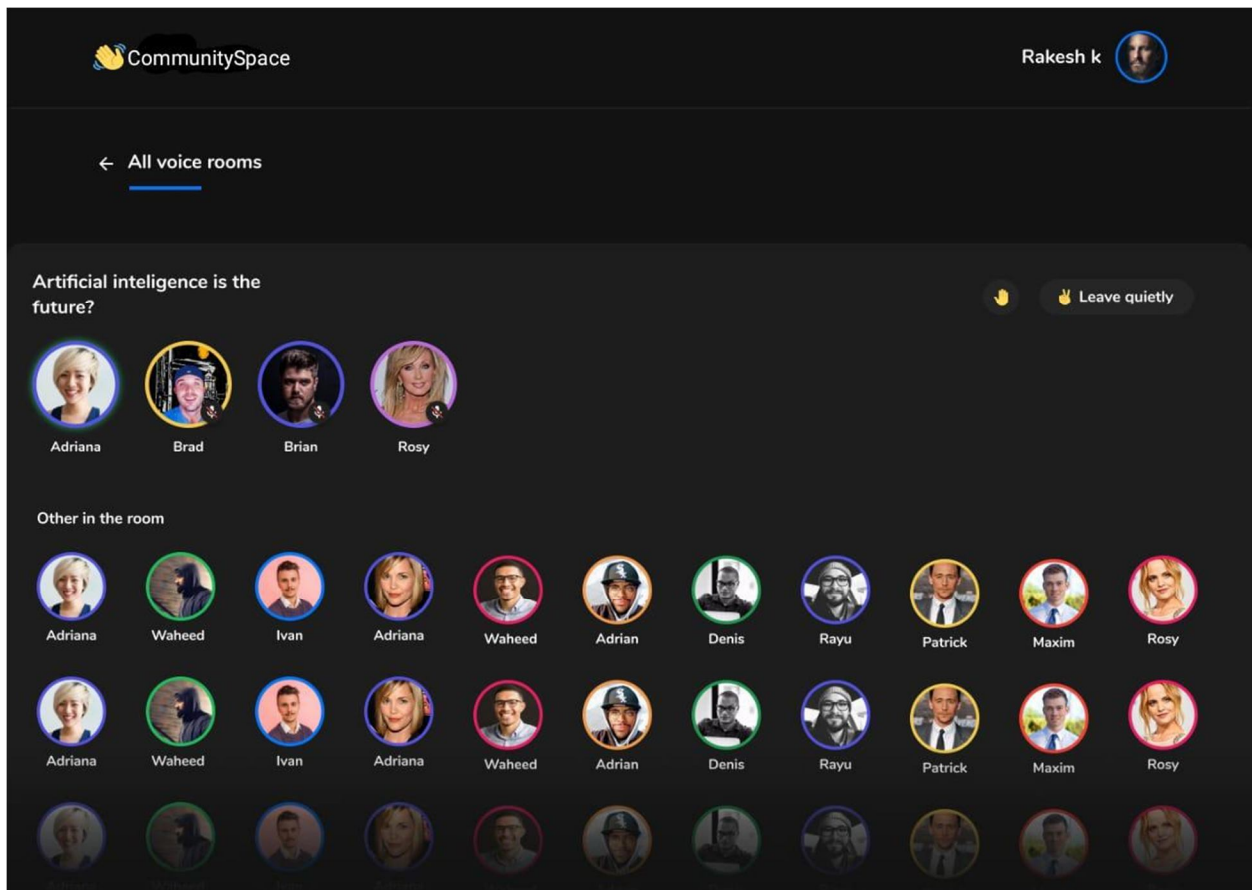 CommunitySpace
Rakesh k
← All voice rooms
Artificial inteligence is the
future?
Leave quietly
Adriana Brad Brian Rosy
Other in the room
Adriana Waheed Ivan Adriana Waheed Adrian Denis Rayu Patrick Maxim Rosy
Adriana Waheed Ivan Adriana Waheed Adrian Denis Rayu Patrick Maxim Rosy